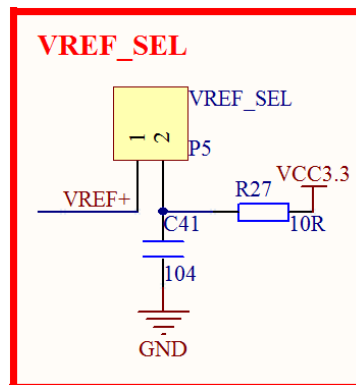 VREF_SEL
VREF_SEL
1
2
P5
VREF+
C41
104
R27
10R
VCC3.3
GND